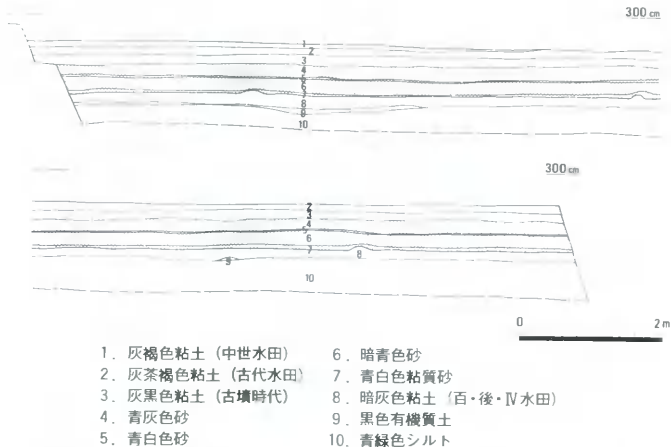 300 cm
1
2
3
4
5
6
7
8
9
10
300 cm
2
3
4
5
6
7
9
8
10
0 2m
1. 灰褐色粘土（中世水田）
2. 灰茶褐色粘土（古代水田）
3. 灰黒色粘土（古墳時代）
4. 青灰色砂
5. 青白色砂
6. 暗青色砂
7. 青白色粘質砂
8. 暗灰色粘土（百・後・Ⅳ水田）
9. 黒色有機質土
10. 青緑色シルト